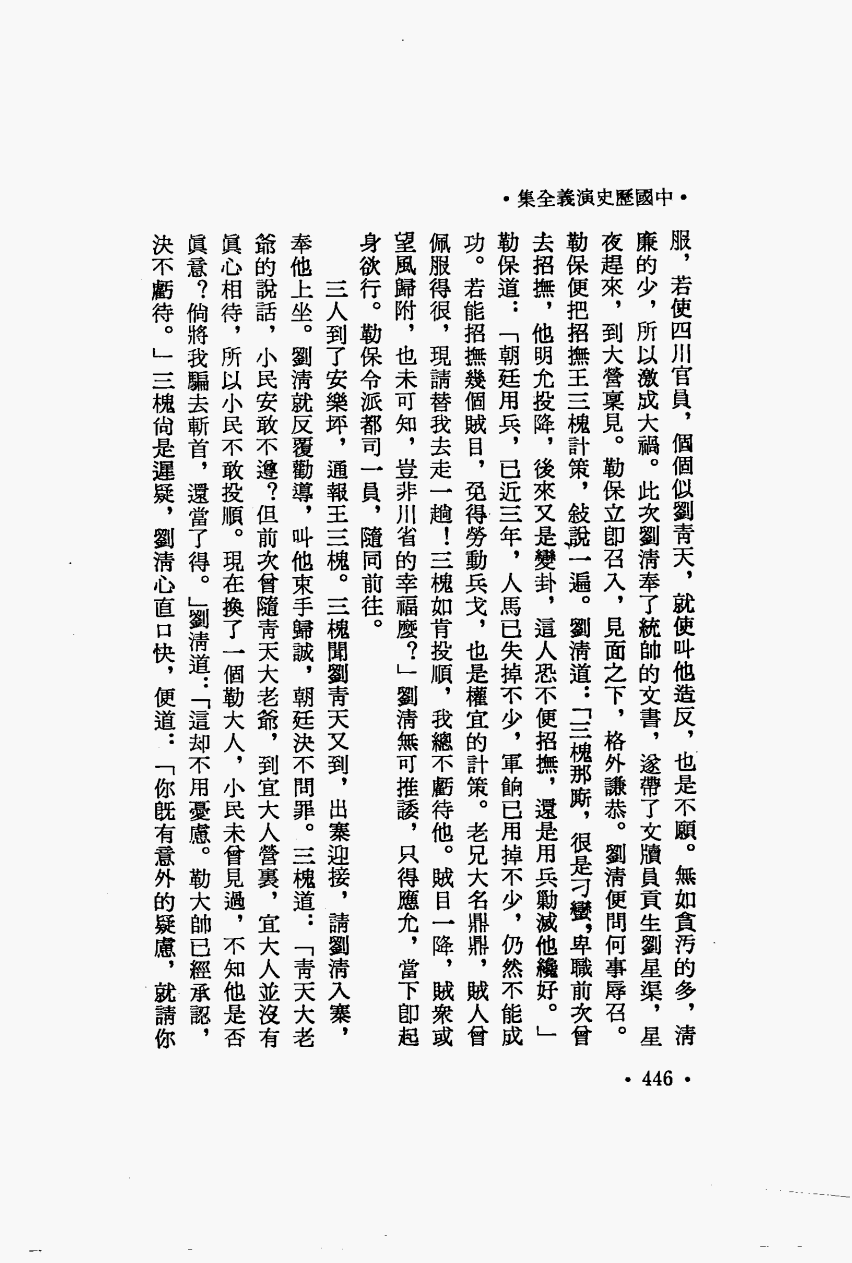 •中國歷史演義全集•
服，若使四川官員，個個似劉靑天，就使叫他造反，也是不願。無如貪汚的多，淸
廉的少，所以激成大禍。此次劉淸奉了統帥的文書，遂帶了文牘員貢生劉星渠，星
夜趕來，到大營稟見。勒保立卽召入，見面之下，格外謙恭。劉淸便問何事辱召。
勒保便把招撫王三槐計策，敍說一遍。劉淸道：「三槐那厮，很是刁蠻，卑職前次曾
去招撫，他明允投降，後來又是變卦，這人恐不便招撫，還是用兵勦滅他纔好。」
勒保道：「朝廷用兵，已近三年，人馬已失掉不少，軍餉已用掉不少，仍然不能成
功。若能招撫幾個賊目，免得勞動兵戈，也是權宜的計策。老兄大名鼎鼎，賊人曾
佩服得很，現請替我去走一趟！三槐如肯投順，我總不虧待他。賊目一降，賊衆或
望風歸附，也未可知，豈非川省的幸福麼？」劉淸無可推諉，只得應允，當下卽起
身欲行。勒保令派都司一員，隨同前往。
三人到了安樂坪，通報王三槐。三槐聞劉靑天又到，出寨迎接，請劉淸入寨，
奉他上坐。劉淸就反覆勸導，叫他束手歸誠，朝廷決不問罪。三槐道：「靑天大老
爺的說話，小民安敢不遵？但前次曾隨靑天大老爺，到宜大人營裏，宜大人並沒有
眞心相待，所以小民不敢投順。現在換了一個勒大人，小民未曾見過，不知他是否
眞意？倘將我騙去斬首，還當了得。」劉淸道：「這却不用憂慮。勒大帥已經承認，
決不虧待。」三槐尙是遲疑，劉淸心直口快，便道：「你旣有意外的疑慮，就請你
•446•